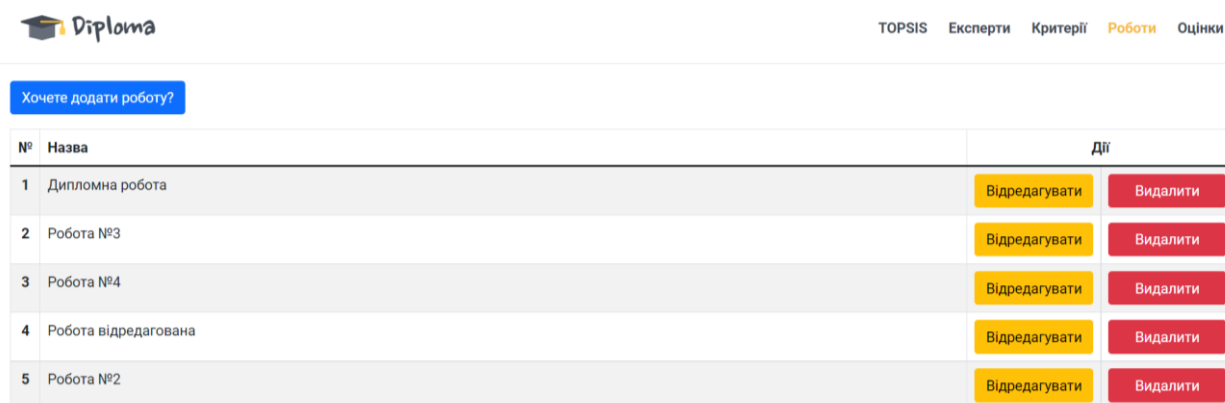 Diploma TOPSIS Експерти Критерії Роботи Оцінки
Хочете додати роботу?
№ Назва Дії
1 Дипломна робота Відредагувати Видалити
2 Робота №3 Відредагувати Видалити
3 Робота №4 Відредагувати Видалити
4 Робота відредагована Відредагувати Видалити
5 Робота №2 Відредагувати Видалити